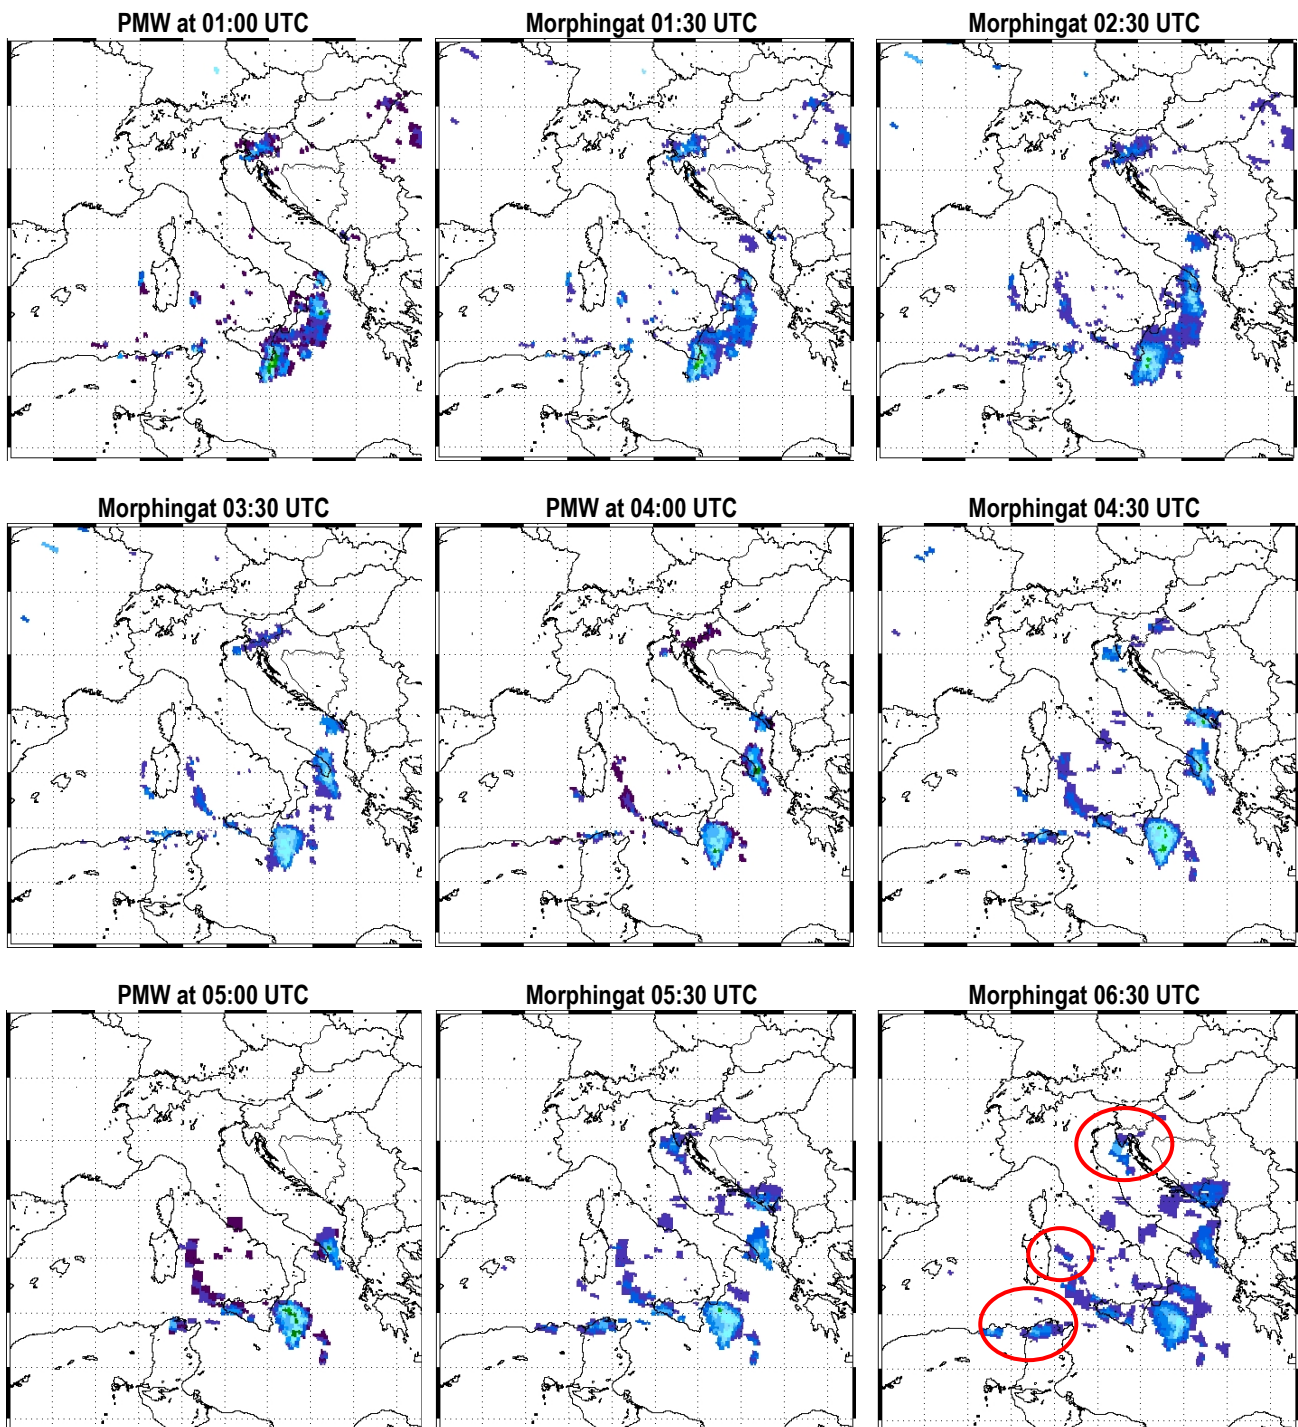 PMW at 01:00 UTC
Morphingat 01:30 UTC
Morphingat 02:30 UTC
Morphingat 03:30 UTC
PMW at 04:00 UTC
Morphingat 04:30 UTC
PMW at 05:00 UTC
Morphingat 05:30 UTC
Morphingat 06:30 UTC